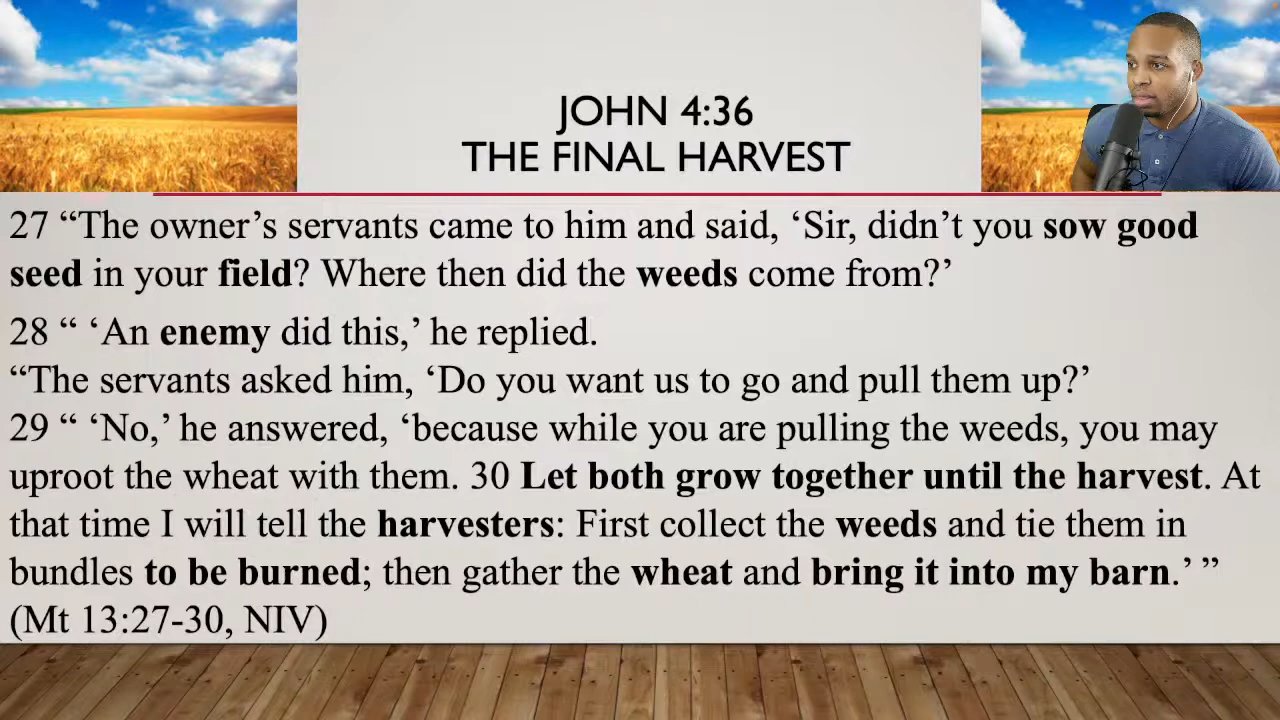 JOHN 4:36
THE FINAL HARVEST
27 “The owner’s servants came to him and said, ‘Sir, didn’t you sow good
seed in your field? Where then did the weeds come from?’
28 “ ‘An enemy did this,’ he replied.
“The servants asked him, ‘Do you want us to go and pull them up?’
29 “ ‘No,’ he answered, ‘because while you are pulling the weeds, you may
uproot the wheat with them. 30 Let both grow together until the harvest. At
that time I will tell the harvesters: First collect the weeds and tie them in
bundles to be burned; then gather the wheat and bring it into my barn.’ ”
(Mt 13:27-30, NIV)